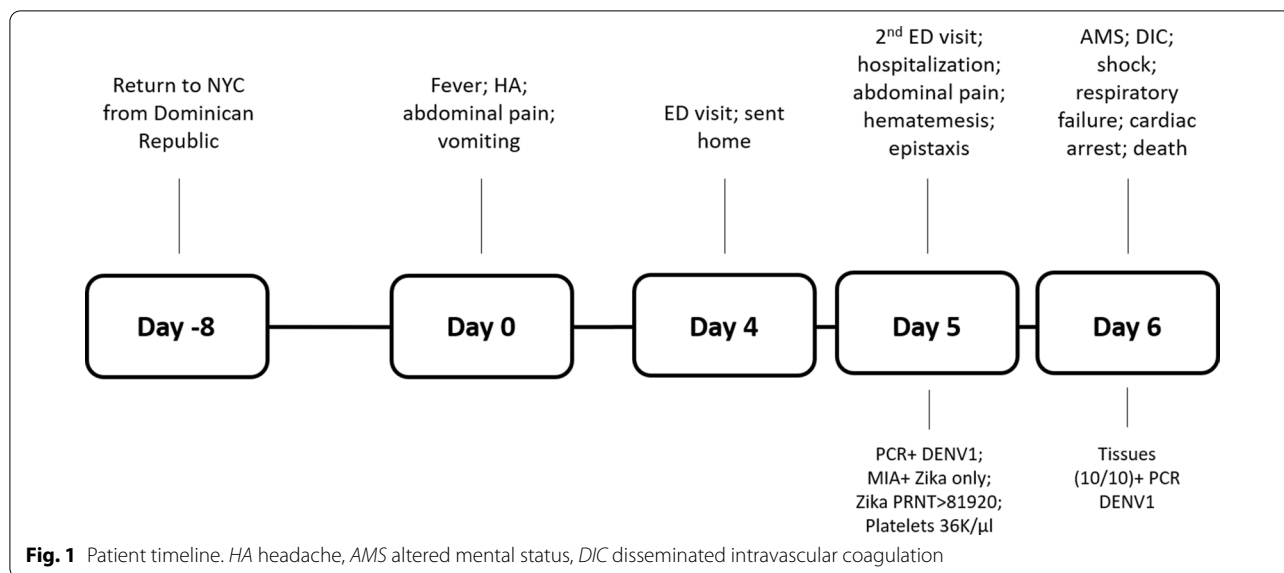 Return to NYC
from Dominican
Republic
Fever; HA;
abdominal pain;
vomiting
ED visit; sent
home
2nd ED visit;
hospitalization;
abdominal pain;
hematemesis;
epistaxis
AMS; DIC;
shock;
respiratory
failure; cardiac
arrest; death
Day -8
Day 0
Day 4
Day 5
Day 6
PCR+ DENV1;
MIA+ Zika only;
Zika PRNT>81920;
Platelets 36K/µl
Tissues
(10/10)+ PCR
DENV1
Fig. 1 Patient timeline. HA headache, AMS altered mental status, DIC disseminated intravascular coagulation